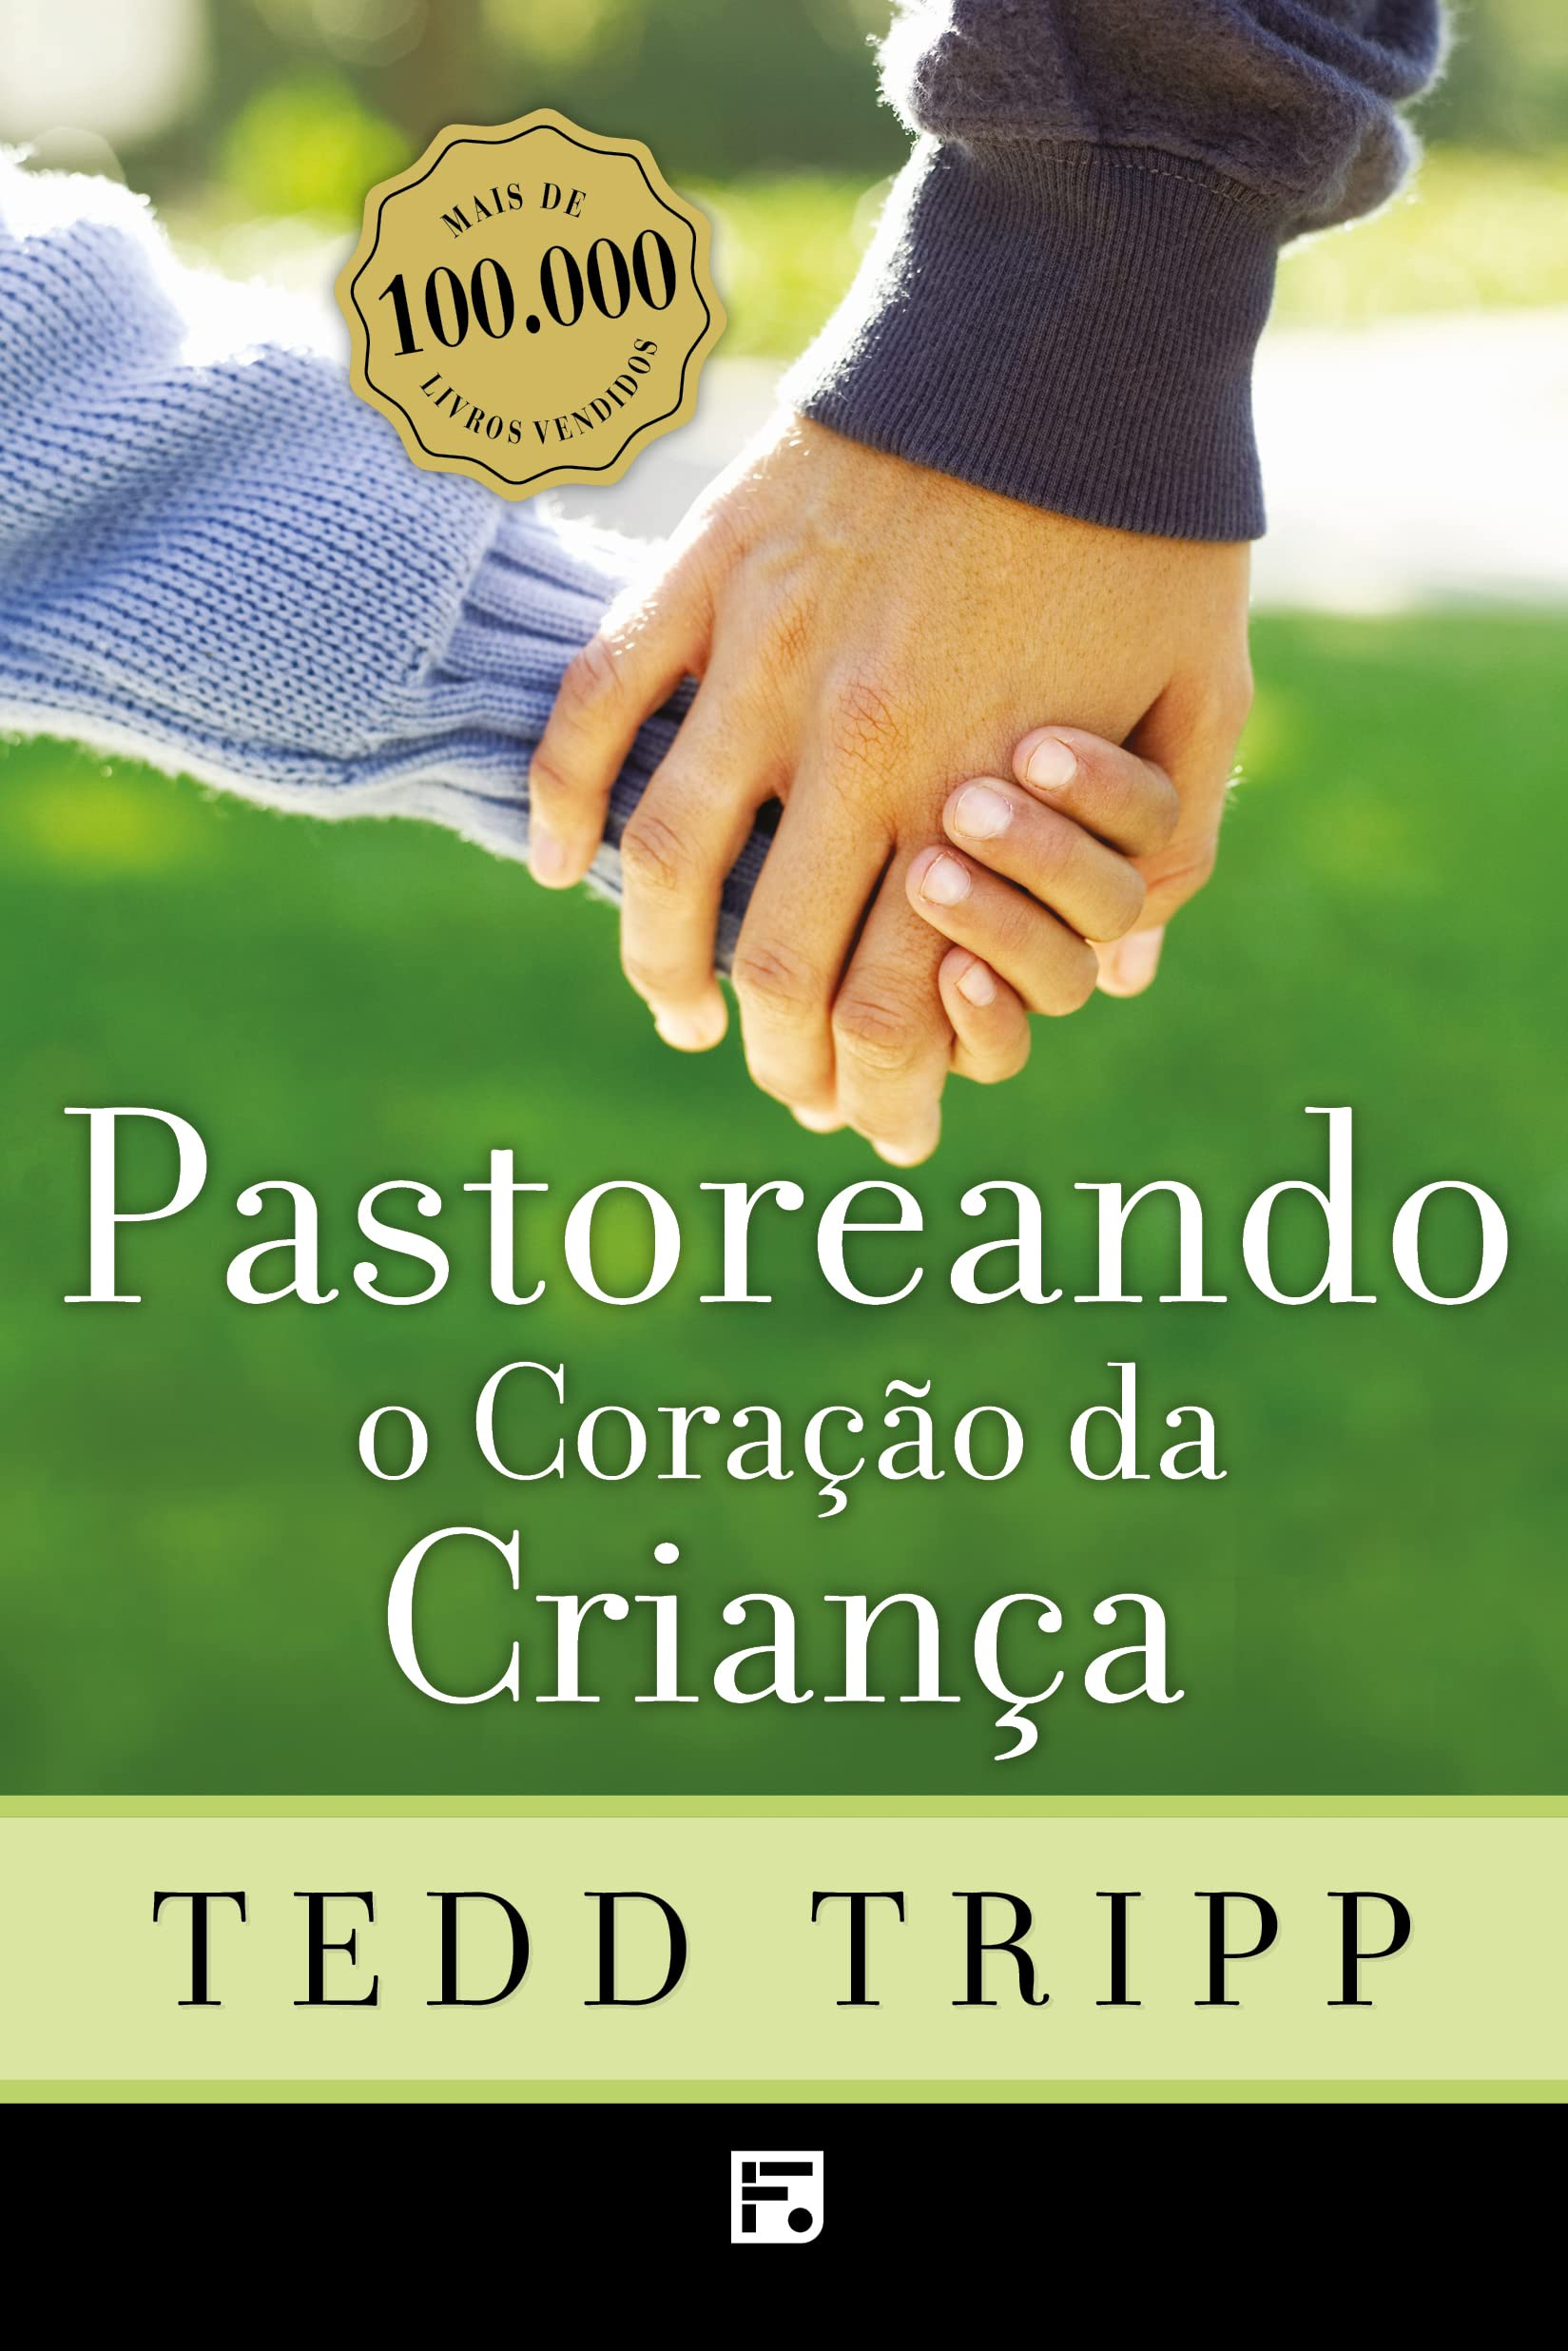 MAIS DE
100.000
LIVROS VENDIDOS
Pastoreando
o Coração da
Criança
TEDD TRIPP